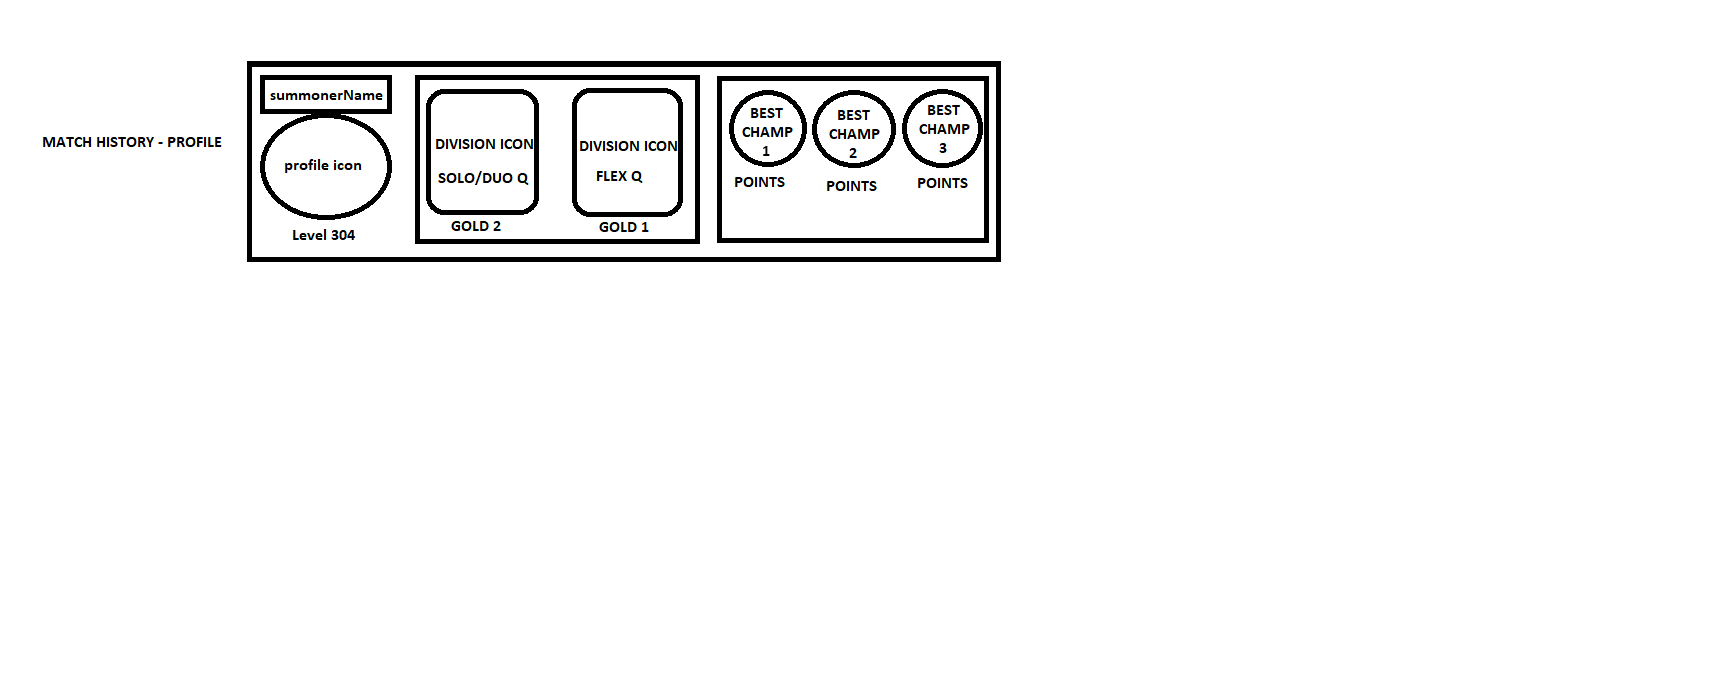 MATCH HISTORY - PROFILE
summonerName
profile icon
Level 304
DIVISION ICON
SOLO/DUO Q
GOLD 2
DIVISION ICON
FLEX Q
GOLD 1
BEST
CHAMP
1
POINTS
BEST
CHAMP
2
POINTS
BEST
CHAMP
3
POINTS